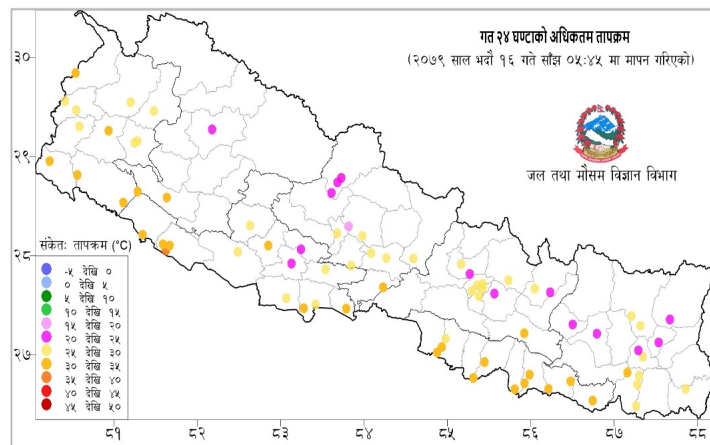 गत २४ घण्टाको अधिकतम तापक्रम
(२०७९ साल भदौ १६ गते साँझ ०५:४५ मा मापन गरिएको)
जल तथा मौसम विज्ञान विभाग
३०
२९
२८
२७
संकेतः तापक्रम (°C)
-५ देखि ०
० देखि ५
५ देखि १०
१० देखि १५
१५ देखि २०
२० देखि २५
२५ देखि ३०
३० देखि ३५
३५ देखि ४०
४० देखि ४५
४५ देखि ५०
८१ ८२ ८३ ८४ ८५ ८६ ८७ ८८